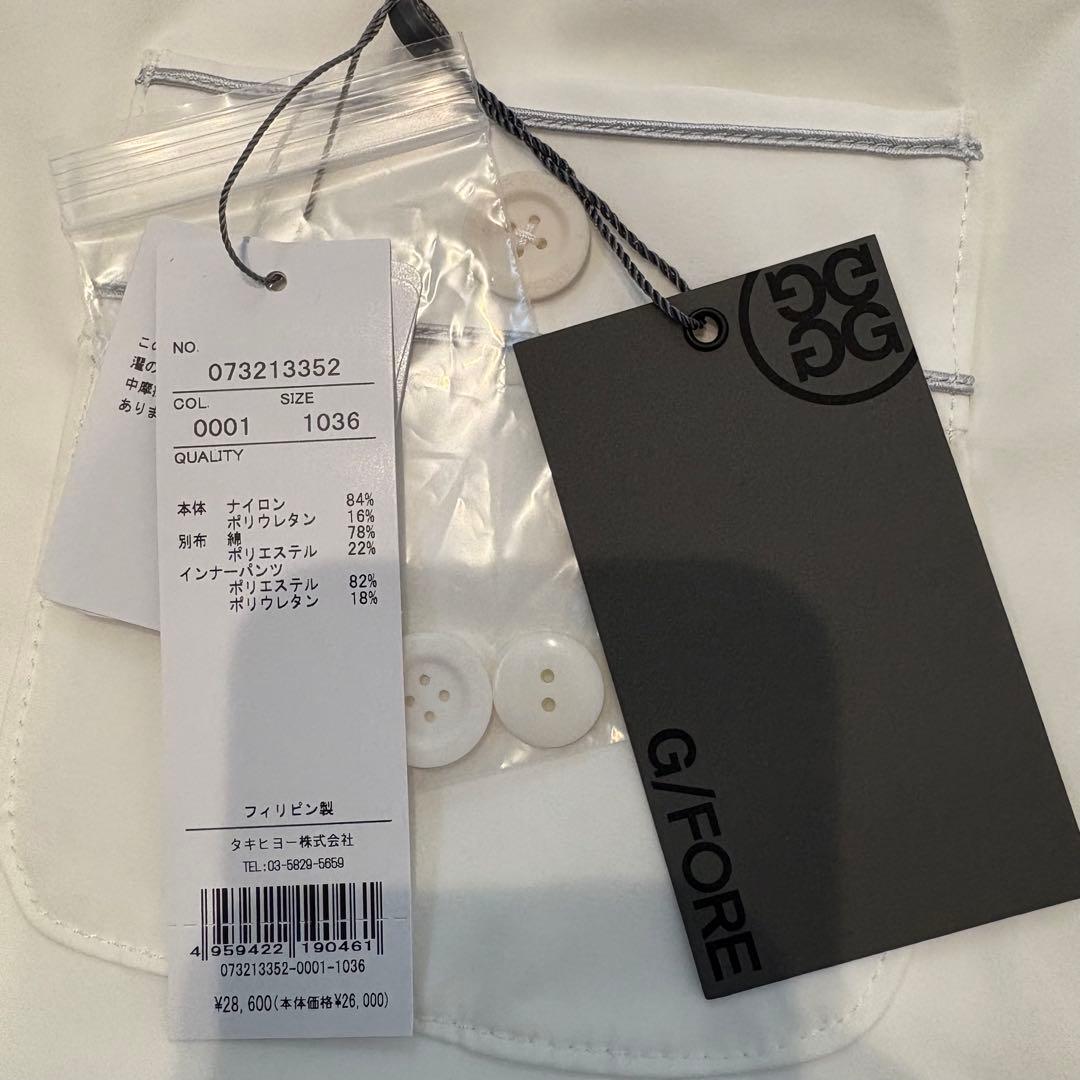 この
濯の
中摩
ありま
NO.
073213352
COL. SIZE
0001 1036
QUALITY
本体 ナイロン 84%
ポリウレタン 16%
別布 綿 78%
ポリエステル 22%
インナーパンツ
ポリエステル 82%
ポリウレタン 18%
フィリピン製
タキヒヨー株式会社
TEL:03-5829-5659
4 959422 190461
073213352-0001-1036
¥28,600(本体価格¥26,000)
GG
GG
G/FORE